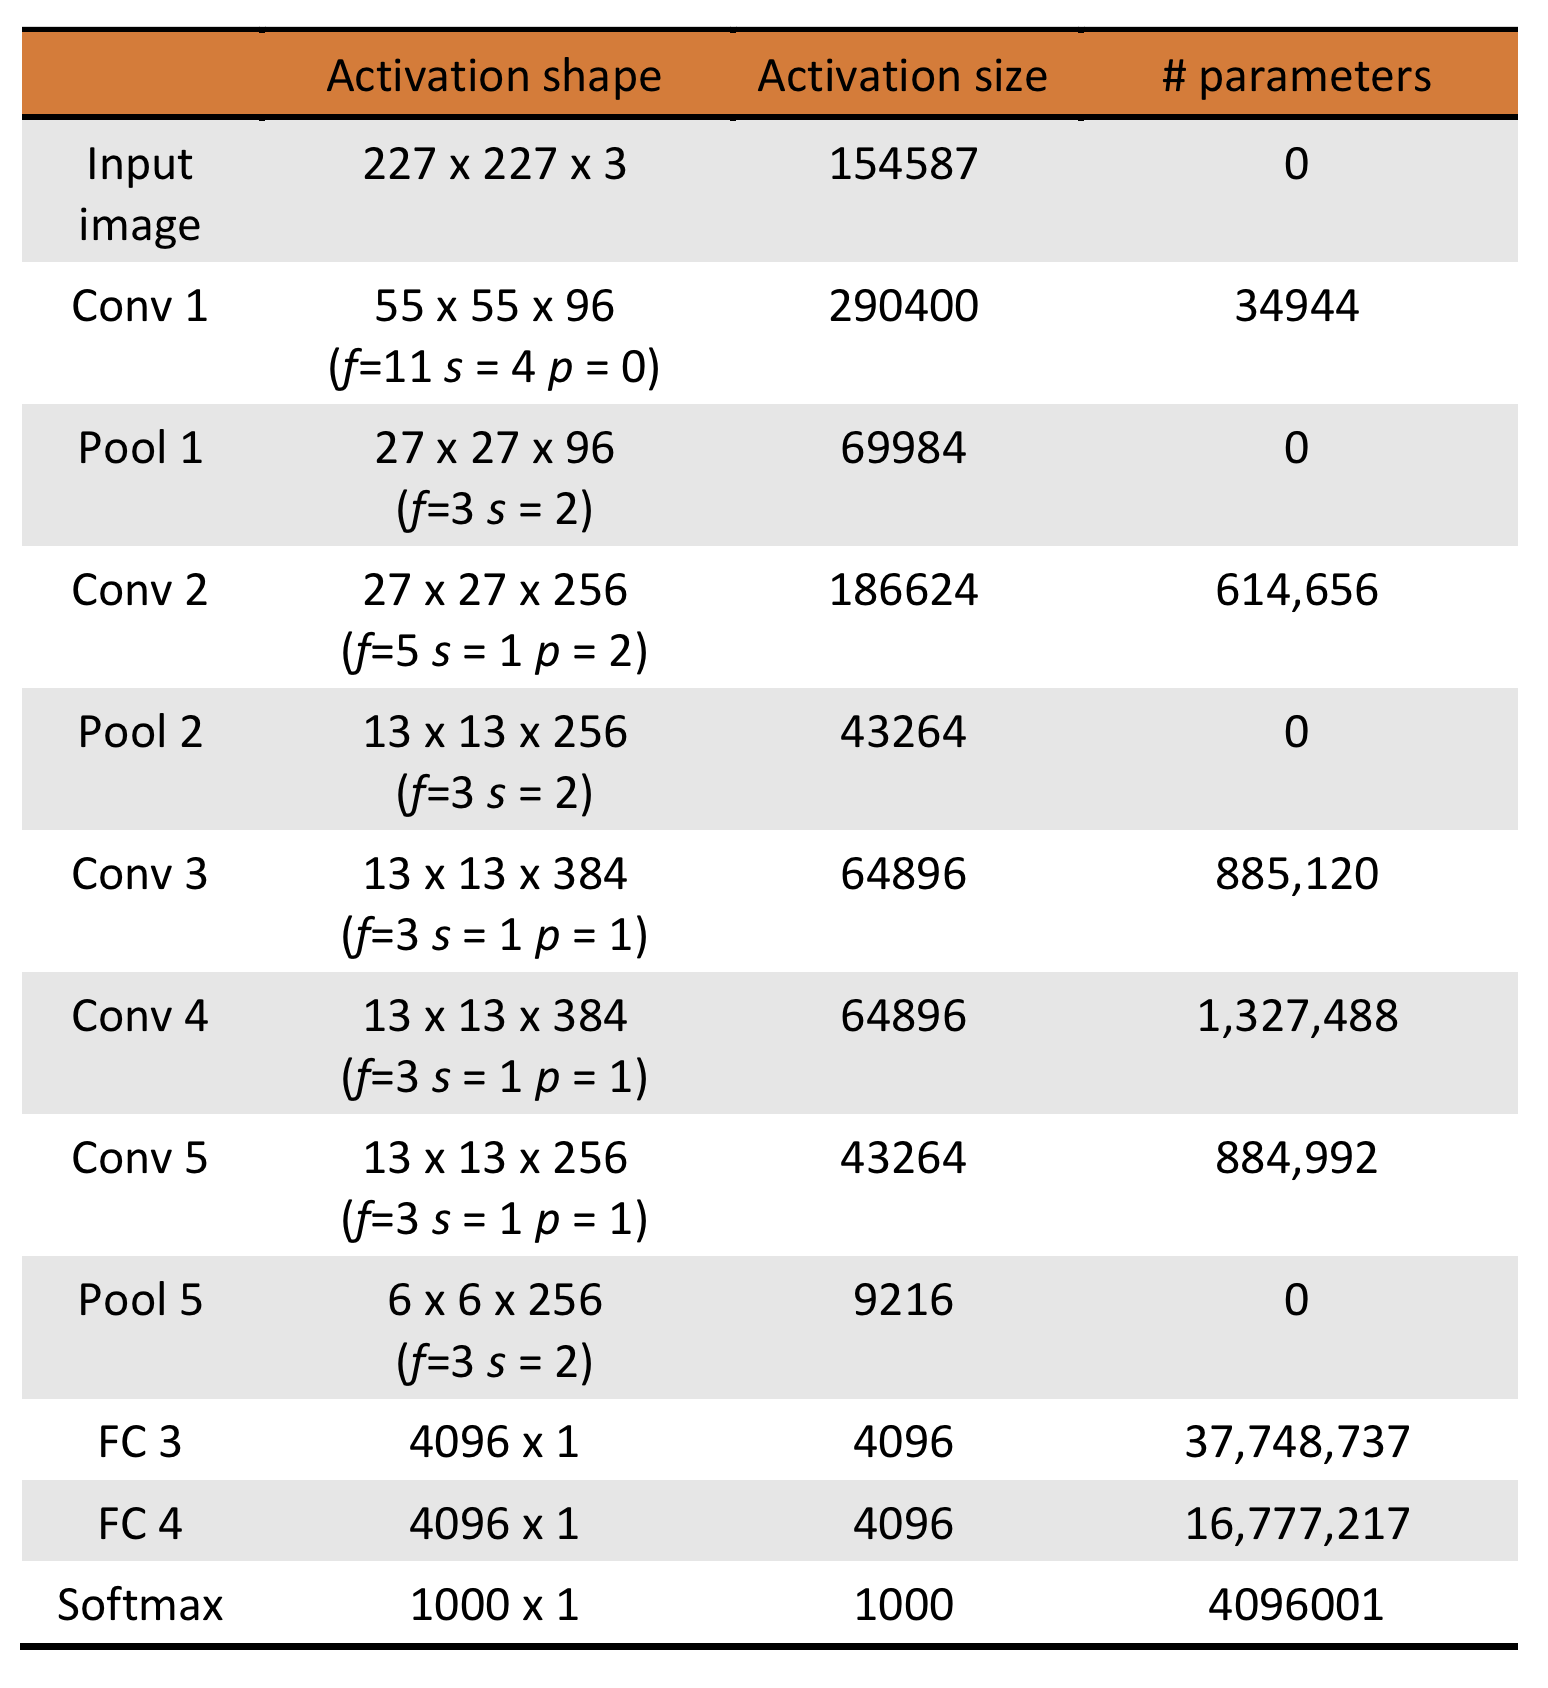 Activation shape Activation size # parameters
Input image 227 x 227 x 3 154587 0
Conv 1 55 x 55 x 96 290400 34944
(f=11 s = 4 p = 0)
Pool 1 27 x 27 x 96 69984 0
(f=3 s = 2)
Conv 2 27 x 27 x 256 186624 614,656
(f=5 s = 1 p = 2)
Pool 2 13 x 13 x 256 43264 0
(f=3 s = 2)
Conv 3 13 x 13 x 384 64896 885,120
(f=3 s = 1 p = 1)
Conv 4 13 x 13 x 384 64896 1,327,488
(f=3 s = 1 p = 1)
Conv 5 13 x 13 x 256 43264 884,992
(f=3 s = 1 p = 1)
Pool 5 6 x 6 x 256 9216 0
(f=3 s = 2)
FC 3 4096 x 1 4096 37,748,737
FC 4 4096 x 1 4096 16,777,217
Softmax 1000 x 1 1000 4096001